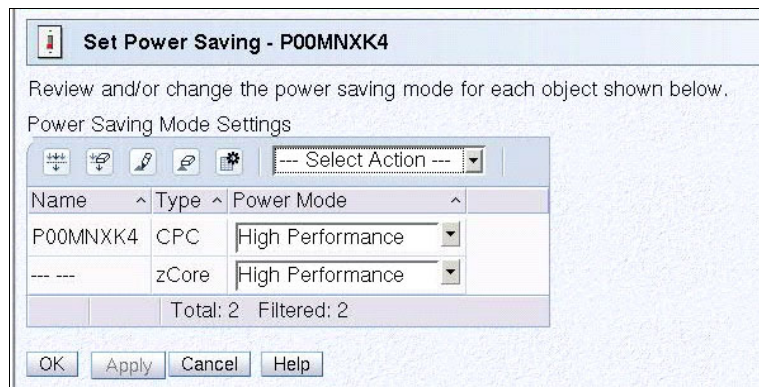 Set Power Saving - P00MNXK4
Review and/or change the power saving mode for each object shown below.
Power Saving Mode Settings
--- Select Action ---
Name Type Power Mode
P00MNXK4 CPC High Performance
--- --- zCore High Performance
Total: 2 Filtered: 2
OK Apply Cancel Help